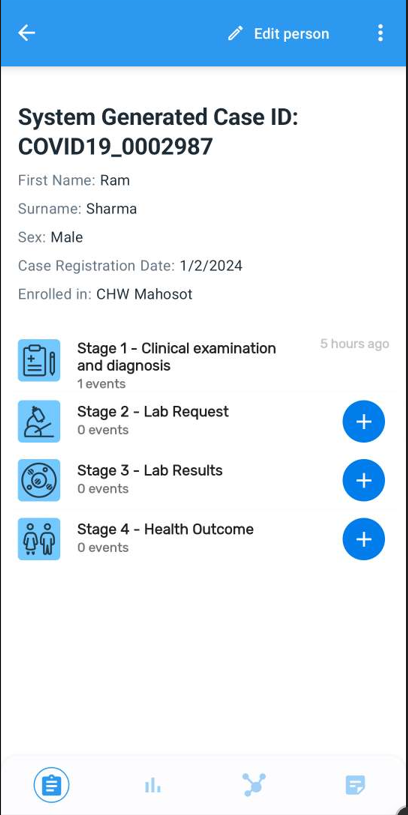 Edit person
System Generated Case ID:
COVID19_0002987
First Name: Ram
Surname: Sharma
Sex: Male
Case Registration Date: 1/2/2024
Enrolled in: CHW Mahosot
Stage 1 - Clinical examination
and diagnosis
5 hours ago
1 events
Stage 2 - Lab Request
0 events
Stage 3 - Lab Results
0 events
Stage 4 - Health Outcome
0 events